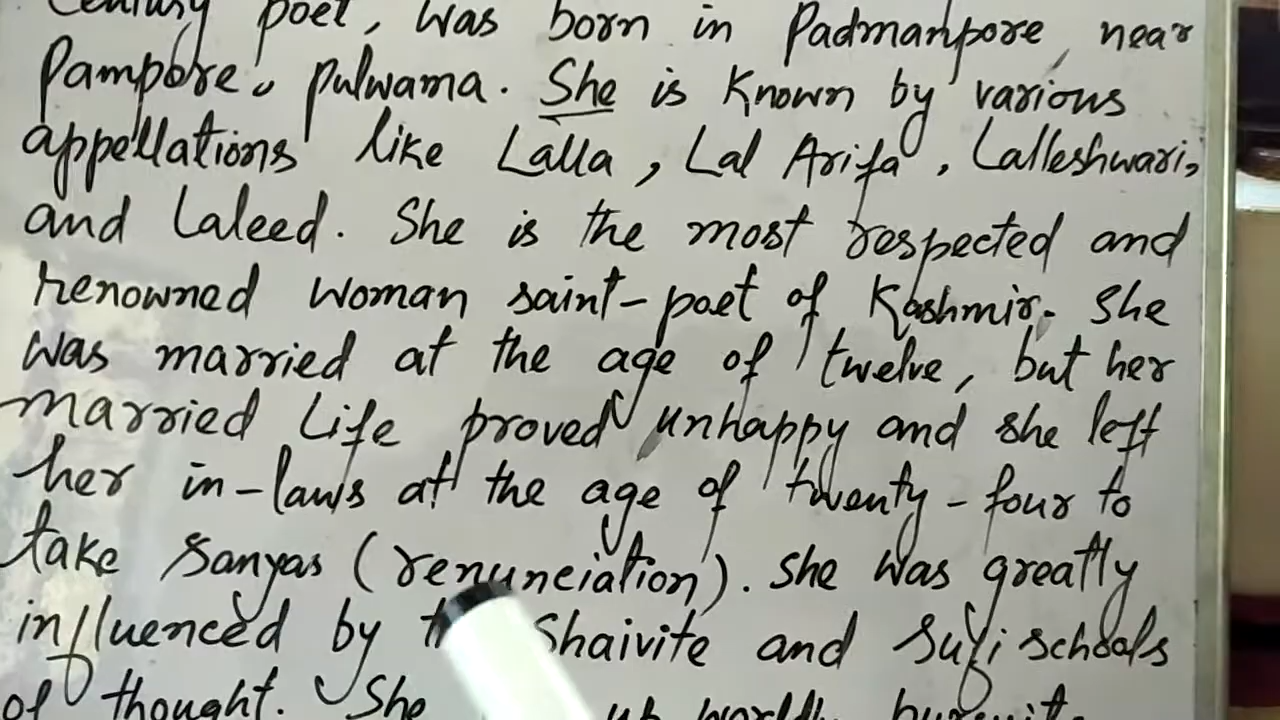 century poet, was born in Padmanpore near
Pampore, pulwama. She is known by various
appellations like Lalla, Lal Arifa, Lalleshwari,
and Laleed. She is the most respected and
renowned woman saint-poet of Kashmir. She
was married at the age of twelve, but her
married life proved unhappy and she left
her in-laws at the age of twenty-four to
take Sanyas (renunciation). She was greatly
influenced by Shaivite and Sufi schools
of thought. She up worldly